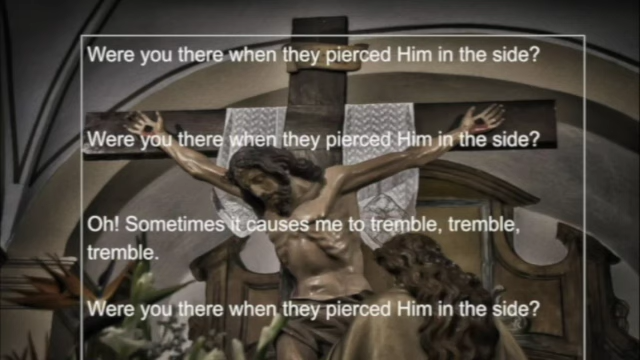 Were you there when they pierced Him in the side?
Were you there when they pierced Him in the side?
Oh! Sometimes it causes me to tremble, tremble,
tremble.
Were you there when they pierced Him in the side?